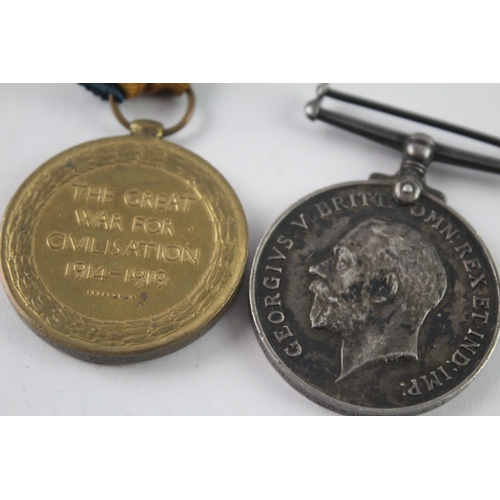 THE GREAT
WAR FOR
CIVILISATION
1914-1919
GEORGIVS V BRITT: OMN: REX ET IND: IMP: